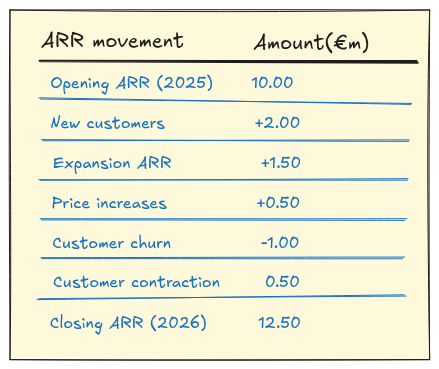 ARR movement Amount(€m)
Opening ARR (2025) 10.00
New customers +2.00
Expansion ARR +1.50
Price increases +0.50
Customer churn -1.00
Customer contraction 0.50
Closing ARR (2026) 12.50